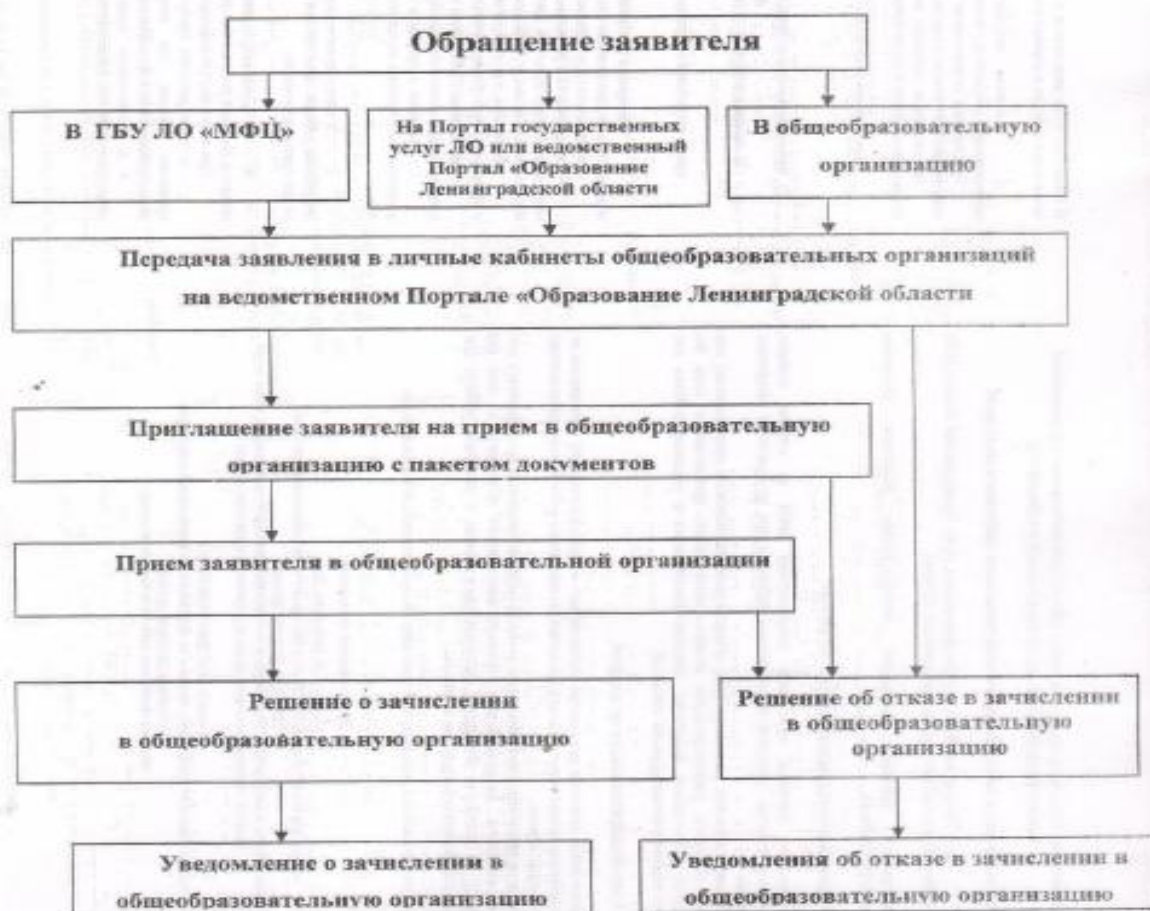 Обращение заявителя
В ГБУ ЛО «МФЦ»
На Портал государственных
услуг ЛО или ведомственный
Портал «Образование
Ленинградской области
В общеобразовательную
организацию
Передача заявления в личные кабинеты общеобразовательных организаций
на ведомственном Портале «Образование Ленинградской области
Приглашение заявителя на прием в общеобразовательную
организацию с пакетом документов
Прием заявителя в общеобразовательной организации
Решение о зачислении
в общеобразовательную организацию
Решение об отказе в зачислении
в общеобразовательную
организацию
Уведомление о зачислении в
общеобразовательную организацию
Уведомления об отказе в зачислении в
общеобразовательную организацию